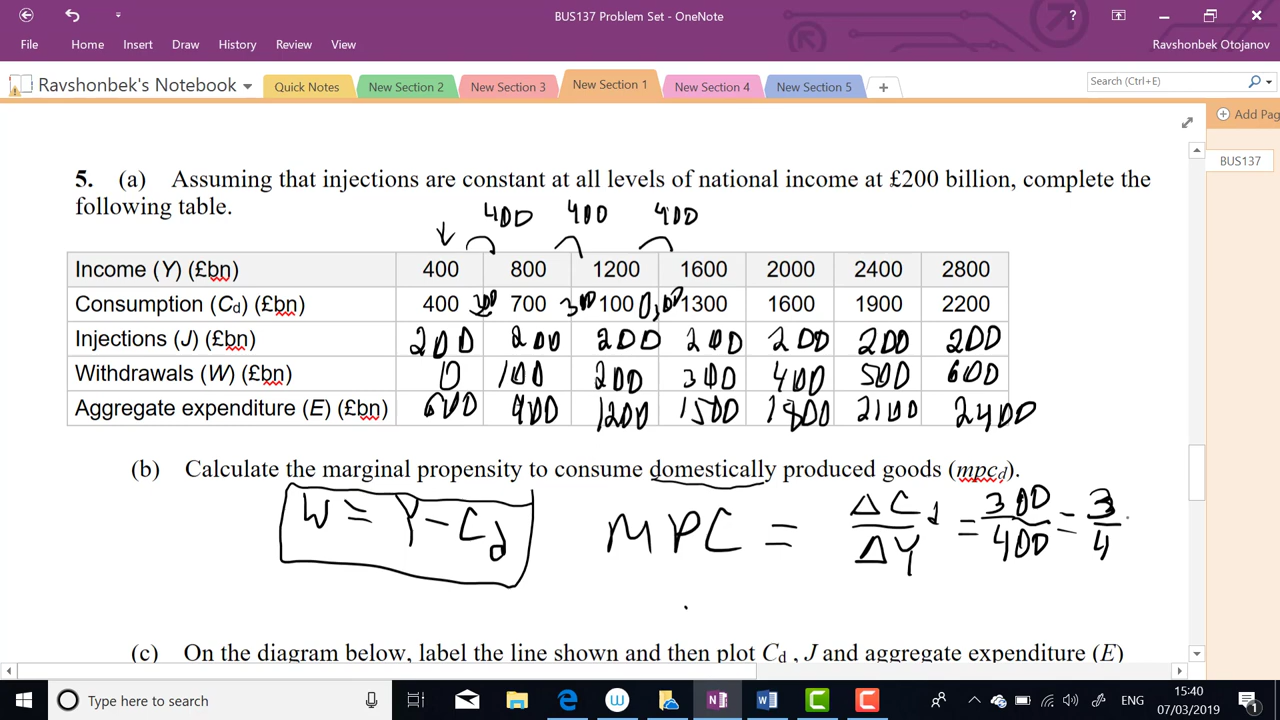 BUS137 Problem Set - OneNote
?
File Home Insert Draw History Review View
Ravshonbek Otojanov
Ravshonbek's Notebook
Quick Notes
New Section 2
New Section 3
New Section 1
New Section 4
New Section 5
Search (Ctrl+E)
Add Pag
BUS137
5. (a) Assuming that injections are constant at all levels of national income at £200 billion, complete the
following table.
400 400 400
Income (Y) (£bn) 400 800 1200 1600 2000 2400 2800
Consumption (Cd) (£bn) 400 300 700 300 1000 300 1300 1600 1900 2200
Injections (J) (£bn) 200 200 200 200 200 200 200
Withdrawals (W) (£bn) 0 100 200 300 400 500 600
Aggregate expenditure (E) (£bn) 600 900 1200 1500 1800 2100 2400
(b) Calculate the marginal propensity to consume domestically produced goods (mpcd).
W = Y - Cd
MPC = ΔCd / ΔY = 300 / 400 = 3 / 4
(c) On the diagram below, label the line shown and then plot Cd , J and aggregate expenditure (E)
Type here to search
ENG
15:40
07/03/2019
1